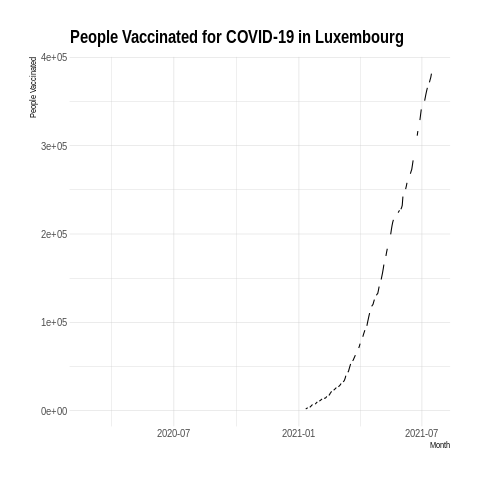 People Vaccinated for COVID-19 in Luxembourg
People Vaccinated
4e+05
3e+05
2e+05
1e+05
0e+00
2020-07 2021-01 2021-07
Month